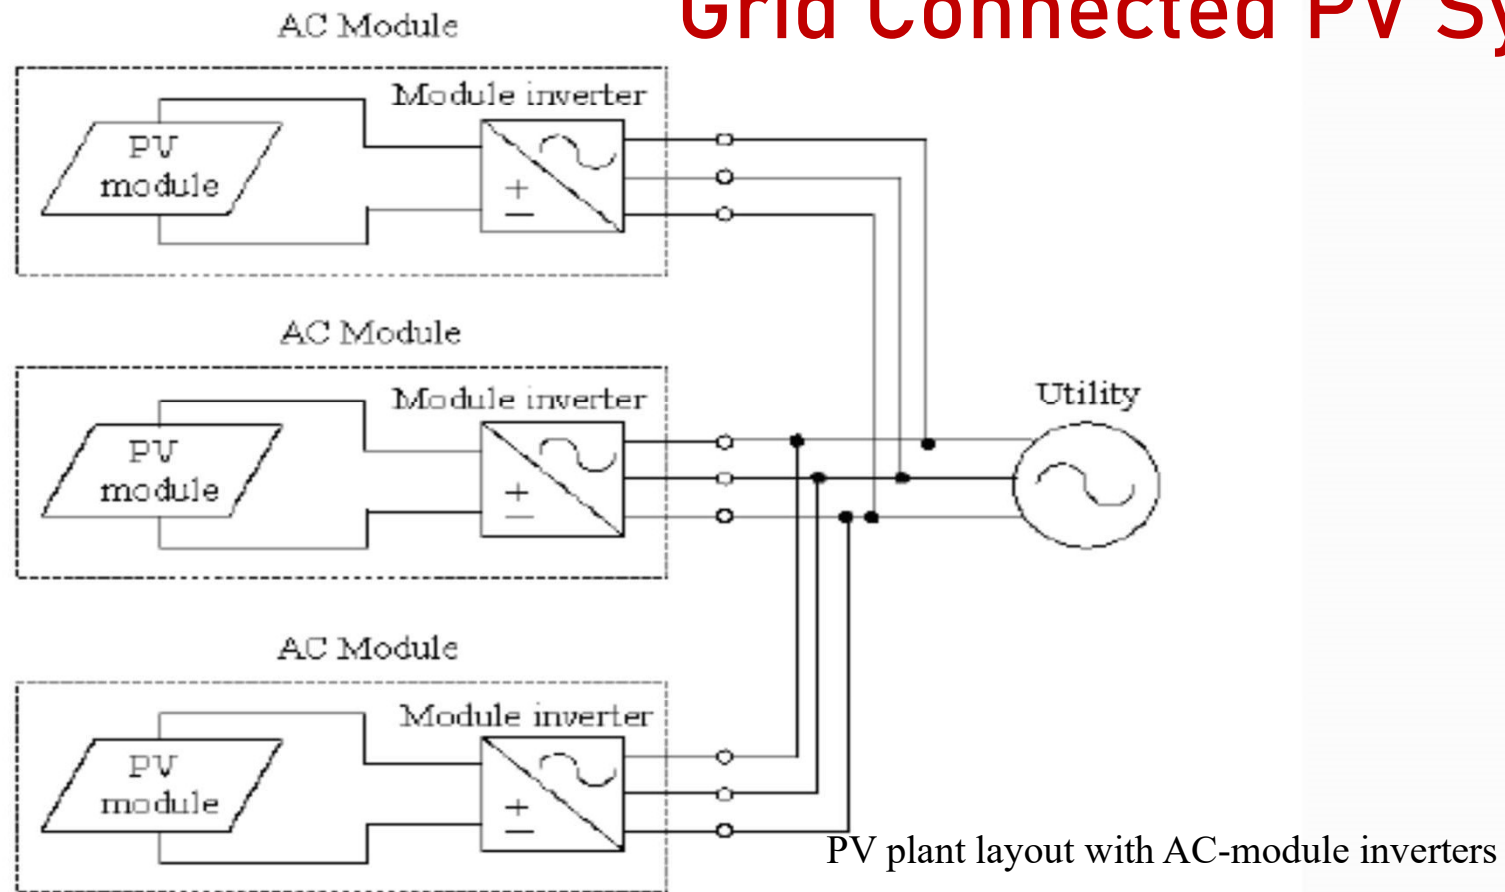 Grid Connected PV Sy
AC Module
Module inverter
PV
module
+
−
AC Module
Module inverter
PV
module
+
−
Utility
AC Module
Module inverter
PV
module
+
−
PV plant layout with AC-module inverters